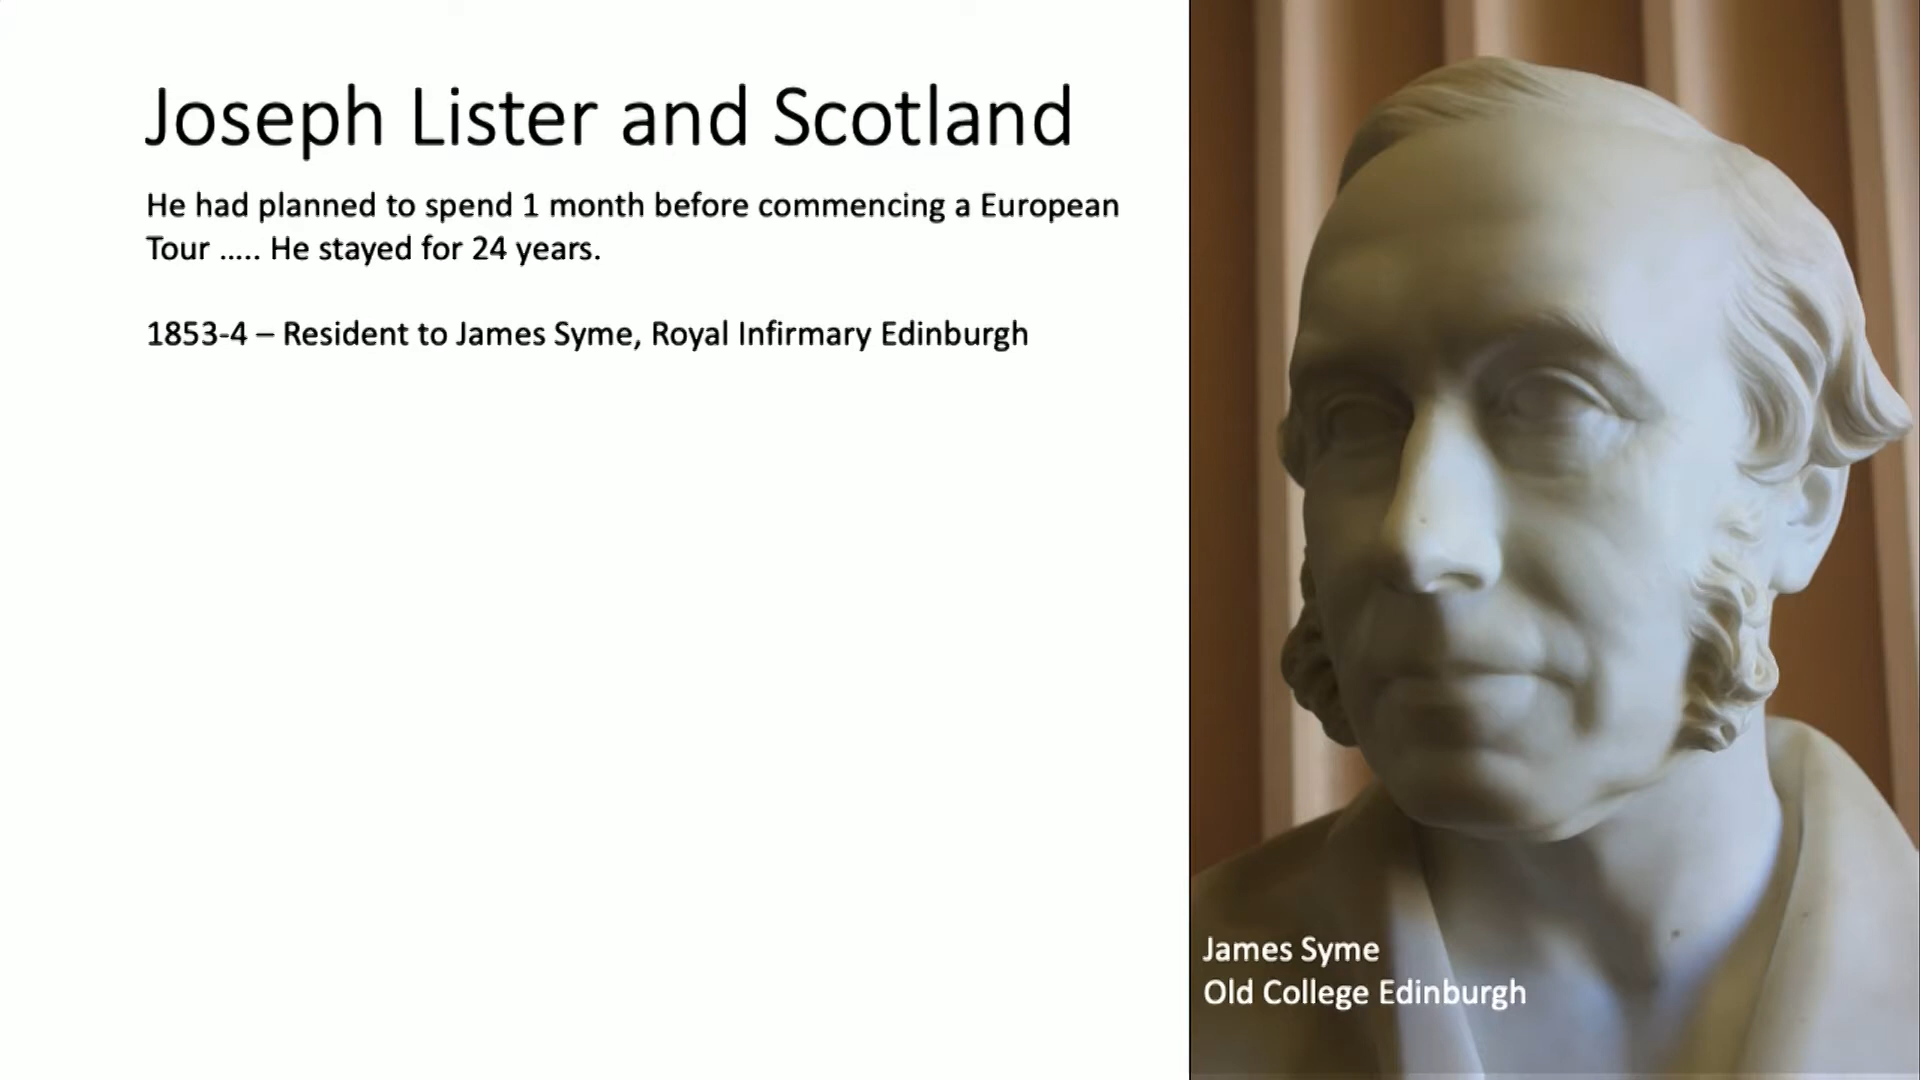 Joseph Lister and Scotland
He had planned to spend 1 month before commencing a European
Tour ..... He stayed for 24 years.
1853-4 – Resident to James Syme, Royal Infirmary Edinburgh
James Syme
Old College Edinburgh